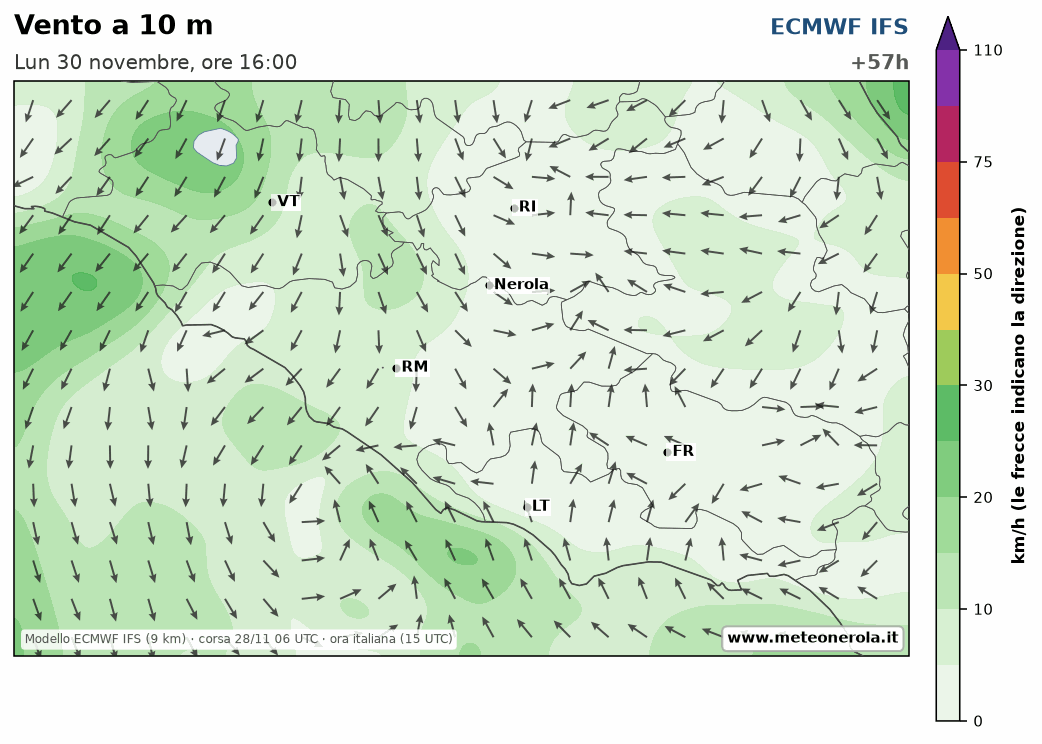 Vento a 10 m
ECMWF IFS
Lun 30 novembre, ore 16:00
+57h
VT
RI
Nerola
RM
FR
LT
Modello ECMWF IFS (9 km) · corsa 28/11 06 UTC · ora italiana (15 UTC)
www.meteonerola.it
110
75
50
30
20
10
0
km/h (le frecce indicano la direzione)